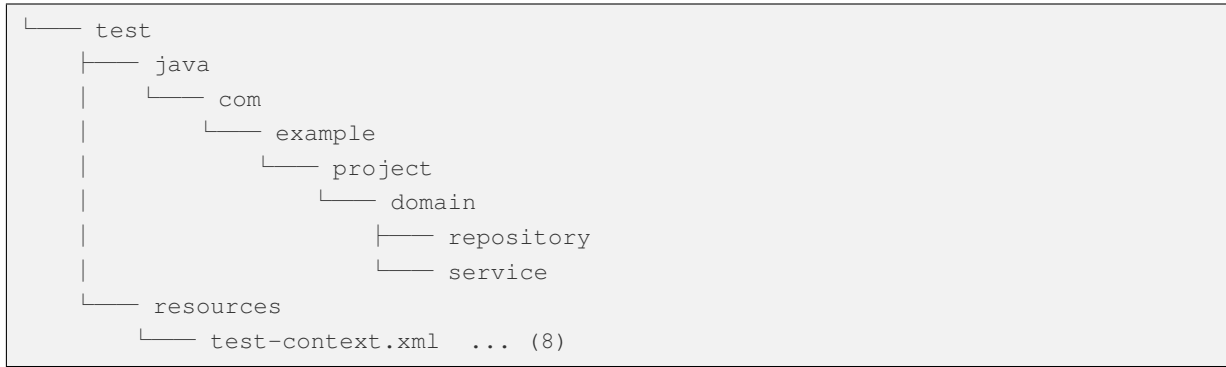 └─── test
    ├─── java
    │   └─── com
    │       └─── example
    │           └─── project
    │               └─── domain
    │                   ├─── repository
    │                   └─── service
    └─── resources
        └─── test-context.xml ... (8)